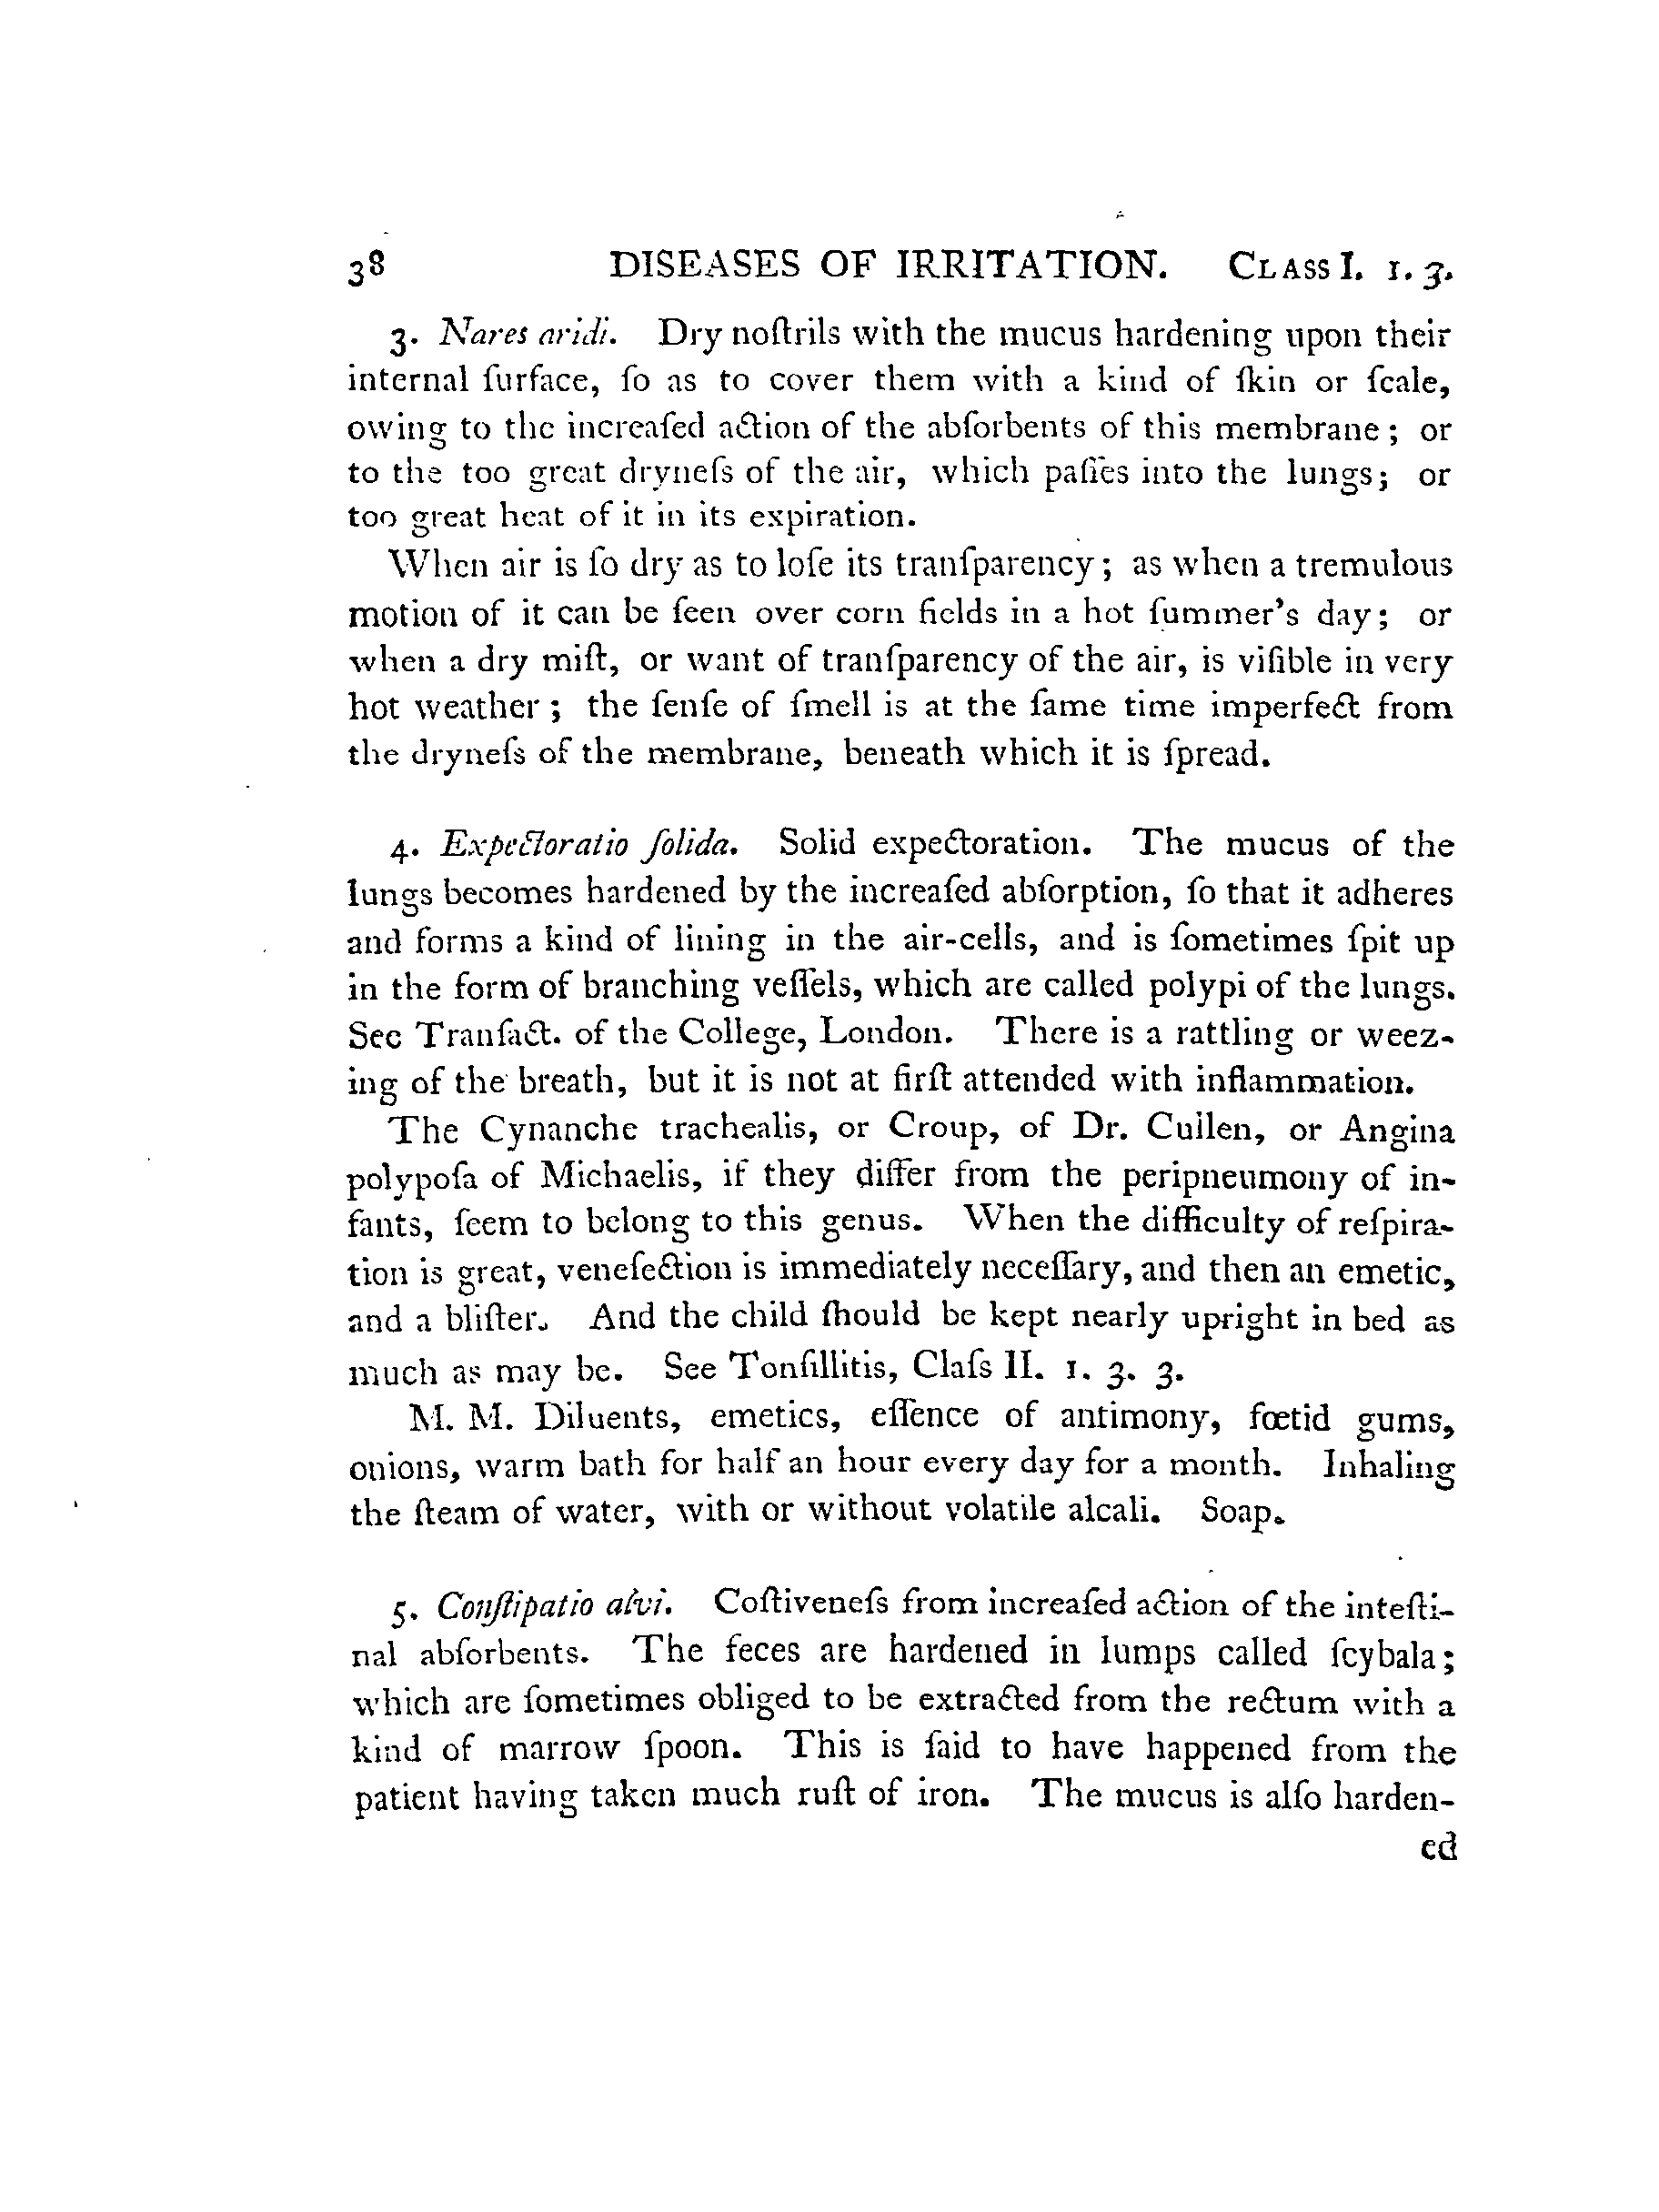 38 DISEASES OF IRRITATION. CLASS I. 1. 3.
3. Nares aridi. Dry noſtrils with the mucus hardening upon their
internal ſurface, ſo as to cover them with a kind of ſkin or ſcale,
owing to the increaſed action of the abſorbents of this membrane; or
to the too great dryneſs of the air, which paſſes into the lungs; or
too great heat of it in its expiration.
When air is ſo dry as to loſe its tranſparency; as when a tremulous
motion of it can be ſeen over corn fields in a hot ſummer's day; or
when a dry miſt, or want of tranſparency of the air, is viſible in very
hot weather; the ſenſe of ſmell is at the ſame time imperfect from
the dryneſs of the membrane, beneath which it is ſpread.
4. Expectoratio ſolida. Solid expectoration. The mucus of the
lungs becomes hardened by the increaſed abſorption, ſo that it adheres
and forms a kind of lining in the air-cells, and is ſometimes ſpit up
in the form of branching veſſels, which are called polypi of the lungs.
See Tranſact. of the College, London. There is a rattling or weez-
ing of the breath, but it is not at firſt attended with inflammation.
The Cynanche trachealis, or Croup, of Dr. Cullen, or Angina
polypoſa of Michaelis, if they differ from the peripneumony of in-
fants, ſeem to belong to this genus. When the difficulty of reſpira-
tion is great, veneſection is immediately neceſſary, and then an emetic,
and a bliſter. And the child ſhould be kept nearly upright in bed as
much as may be. See Tonſillitis, Claſs II. 1. 3. 3.
M. M. Diluents, emetics, eſſence of antimony, fœtid gums,
onions, warm bath for half an hour every day for a month. Inhaling
the ſteam of water, with or without volatile alcali. Soap.
5. Conſtipatio alvi. Coſtiveneſs from increaſed action of the inteſti-
nal abſorbents. The feces are hardened in lumps called ſcybala;
which are ſometimes obliged to be extracted from the rectum with a
kind of marrow ſpoon. This is ſaid to have happened from the
patient having taken much ruſt of iron. The mucus is alſo harden-
ed